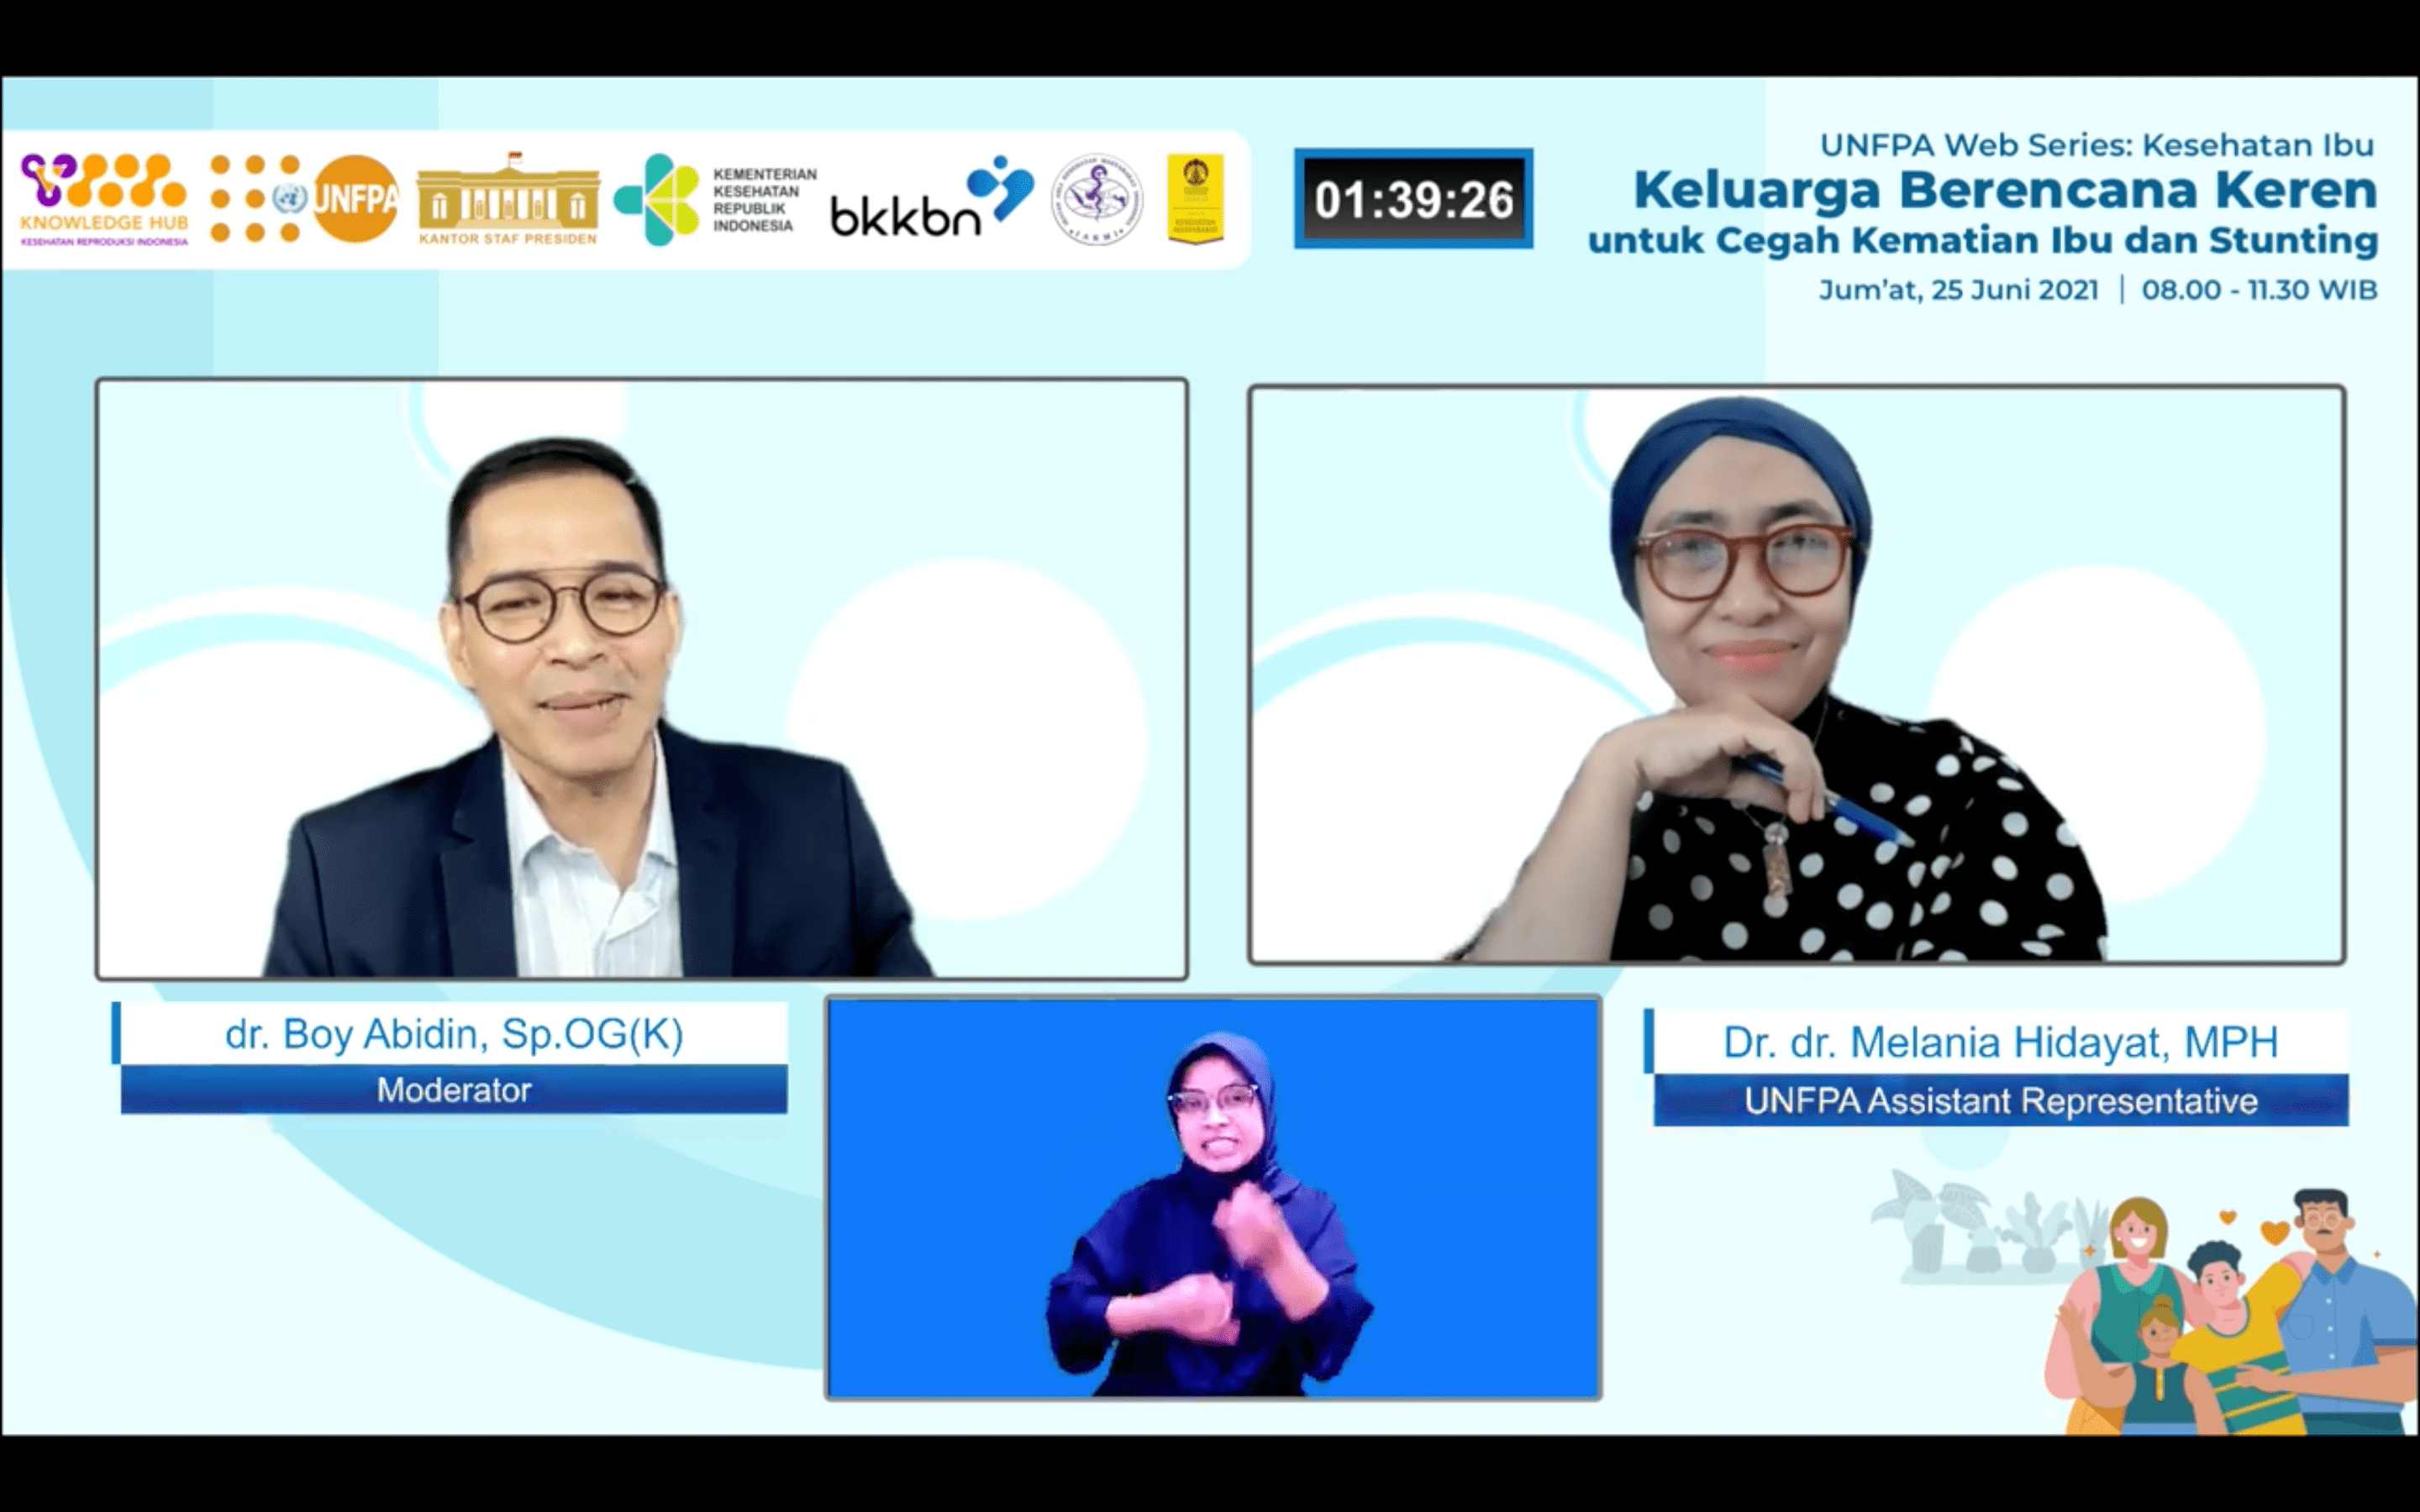 KNOWLEDGE HUB
KESEHATAN REPRODUKSI INDONESIA
UNFPA
KANTOR STAF PRESIDEN
KEMENTERIAN
KESEHATAN
REPUBLIK
INDONESIA
bkkbn
01:39:26
UNFPA Web Series: Kesehatan Ibu
Keluarga Berencana Keren
untuk Cegah Kematian Ibu dan Stunting
Jum'at, 25 Juni 2021 | 08.00 - 11.30 WIB
dr. Boy Abidin, Sp.OG(K)
Moderator
Dr. dr. Melania Hidayat, MPH
UNFPA Assistant Representative